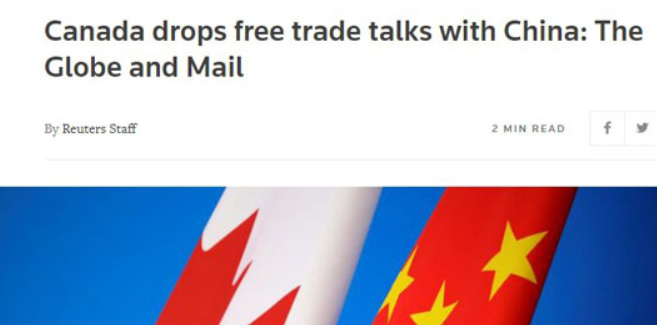 Canada drops free trade talks with China: The
Globe and Mail
By Reuters Staff
2 MIN READ